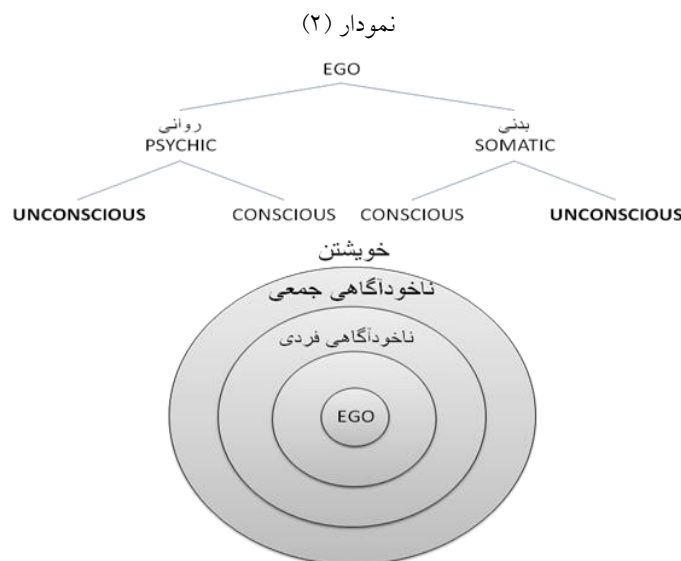 نمودار (۲)
EGO
روانی بدنی
PSYCHIC SOMATIC
UNCONSCIOUS CONSCIOUS CONSCIOUS UNCONSCIOUS
خویشتن
ناخودآگاهی جمعی
ناخودآگاهی فردی
EGO